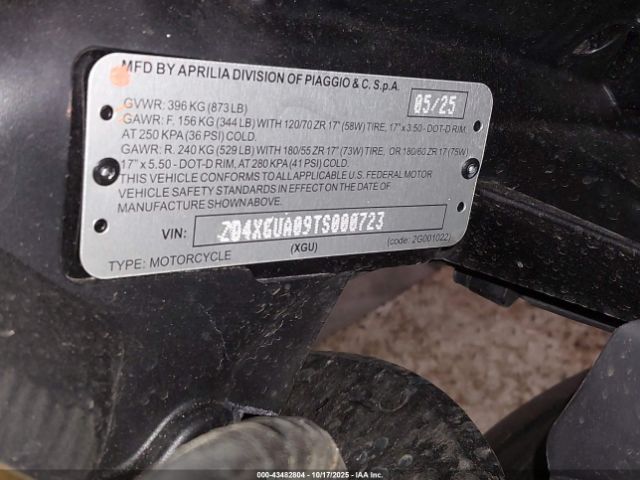 MFD BY APRILIA DIVISION OF PIAGGIO & C. S.p.A.
GVWR: 396 KG (873 LB)
05/25
GAWR: F. 156 KG (344 LB) WITH 120/70 ZR 17" (58W) TIRE, 17" x 3.50 - DOT-D RIM,
AT 250 KPA (36 PSI) COLD.
GAWR: R. 240 KG (529 LB) WITH 180/55 ZR 17" (73W) TIRE, OR 180/60 ZR 17 (75W)
17" x 5.50 - DOT-D RIM, AT 280 KPA (41 PSI) COLD.
THIS VEHICLE CONFORMS TO ALL APPLICABLE U.S. FEDERAL MOTOR
VEHICLE SAFETY STANDARDS IN EFFECT ON THE DATE OF
MANUFACTURE SHOWN ABOVE.
VIN: ZD4XGUA09TS000723
(XGU) (code: 2G001022)
TYPE: MOTORCYCLE
00-43482804 | 10/17/2025 | © IAA, Inc.